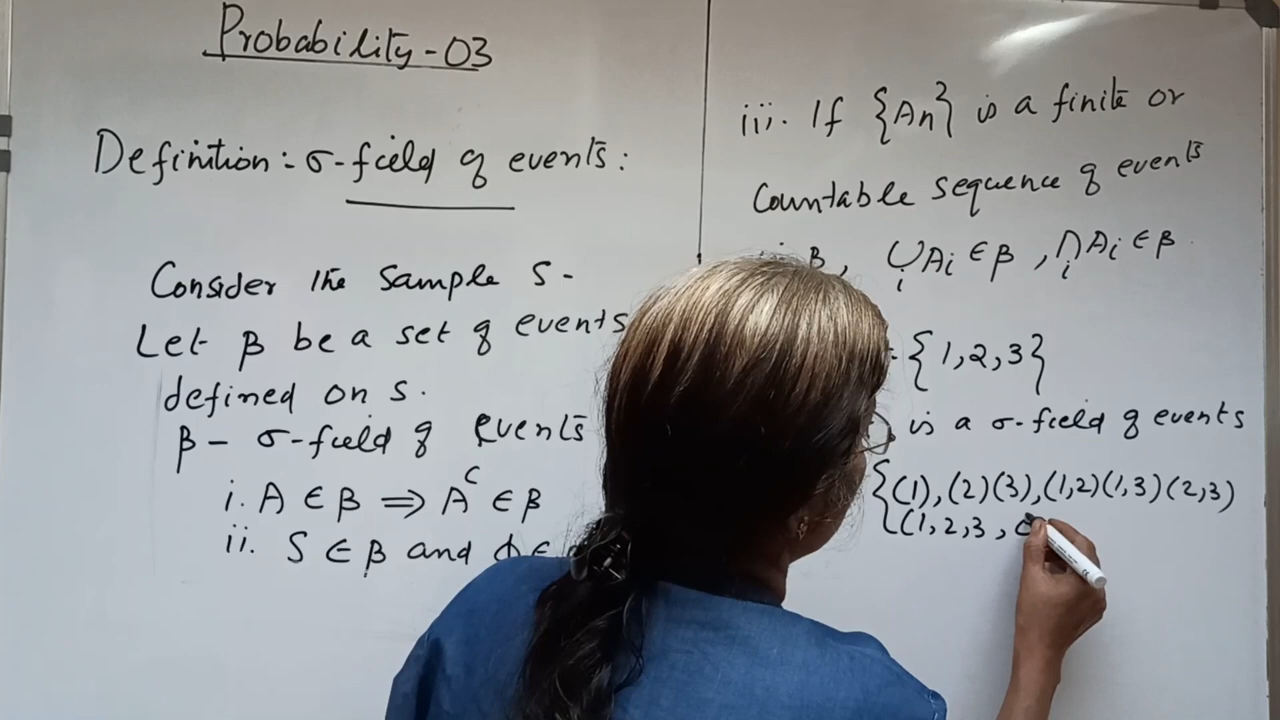 Probability - 03
Definition: σ-field of events:
Consider the sample S.
Let β be a set of events
defined on S.
β - σ-field of events
i. A ∈ β ⟹ Aᶜ ∈ β
ii. S ∈ β and ϕ ∈
iii. If {An} is a finite or
Countable sequence of events
β, ∪ᵢ Ai ∈ β, ∩ᵢ Ai ∈ β.
= {1,2,3}
is a σ-field of events
{(1),(2)(3),(1,2)(1,3)(2,3)
(1,2,3,